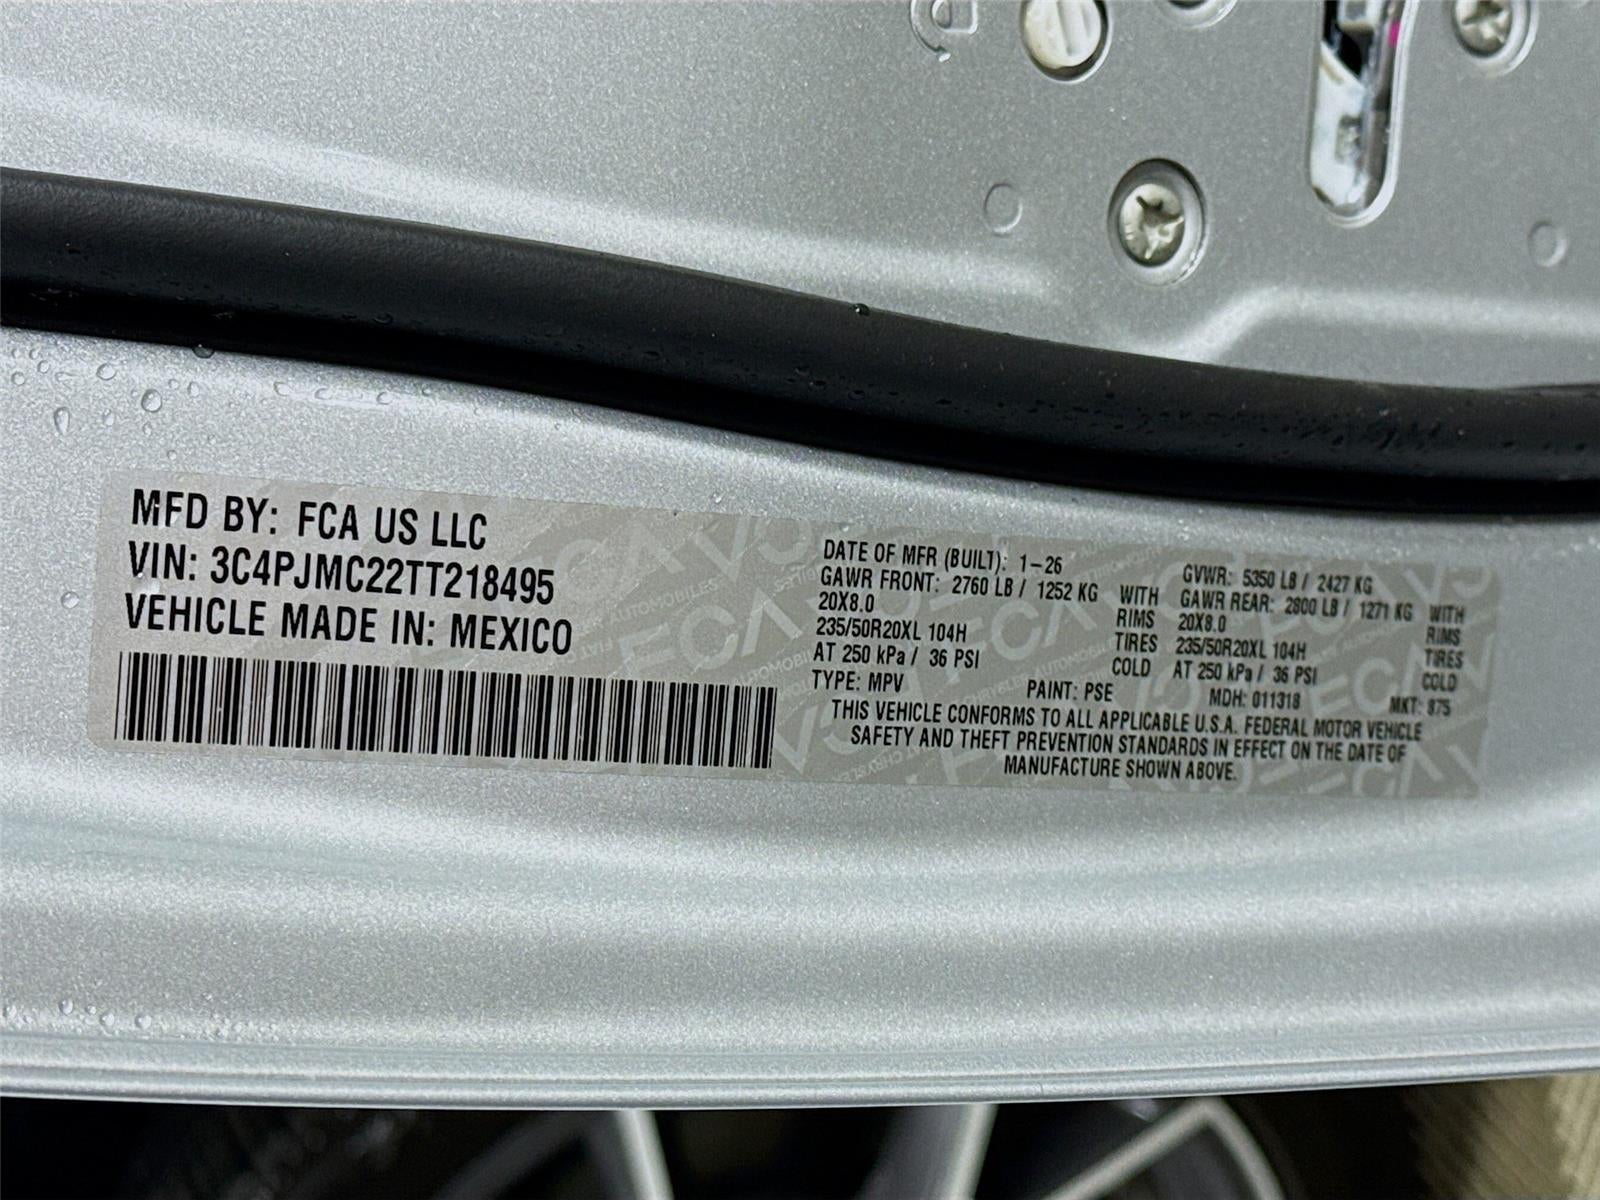 MFD BY: FCA US LLC
VIN: 3C4PJMC22TT218495
VEHICLE MADE IN: MEXICO
DATE OF MFR (BUILT): 1-26
GAWR FRONT: 2760 LB / 1252 KG WITH
20X8.0 RIMS
235/50R20XL 104H TIRES
AT 250 kPa / 36 PSI COLD
GVWR: 5350 LB / 2427 KG
GAWR REAR: 2800 LB / 1271 KG WITH
20X8.0 RIMS
235/50R20XL 104H TIRES
AT 250 kPa / 36 PSI COLD
TYPE: MPV PAINT: PSE MDH: 011318 MKT: 875
THIS VEHICLE CONFORMS TO ALL APPLICABLE U.S.A. FEDERAL MOTOR VEHICLE
SAFETY AND THEFT PREVENTION STANDARDS IN EFFECT ON THE DATE OF
MANUFACTURE SHOWN ABOVE.